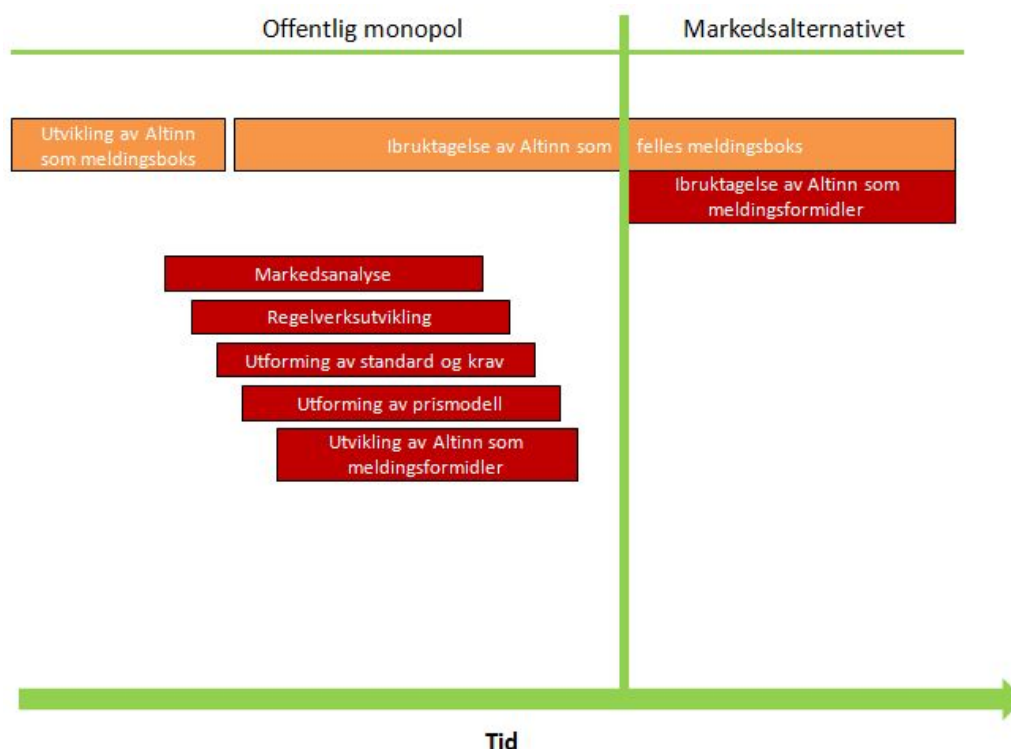 Offentlig monopol
Markedsalternativet
Utvikling av Altinn
som meldingsboks
Ibruktagelse av Altinn som felles meldingsboks
Ibruktagelse av Altinn som
meldingsformidler
Markedsanalyse
Regelverksutvikling
Utforming av standard og krav
Utforming av prismodell
Utvikling av Altinn som
meldingsformidler
Tid